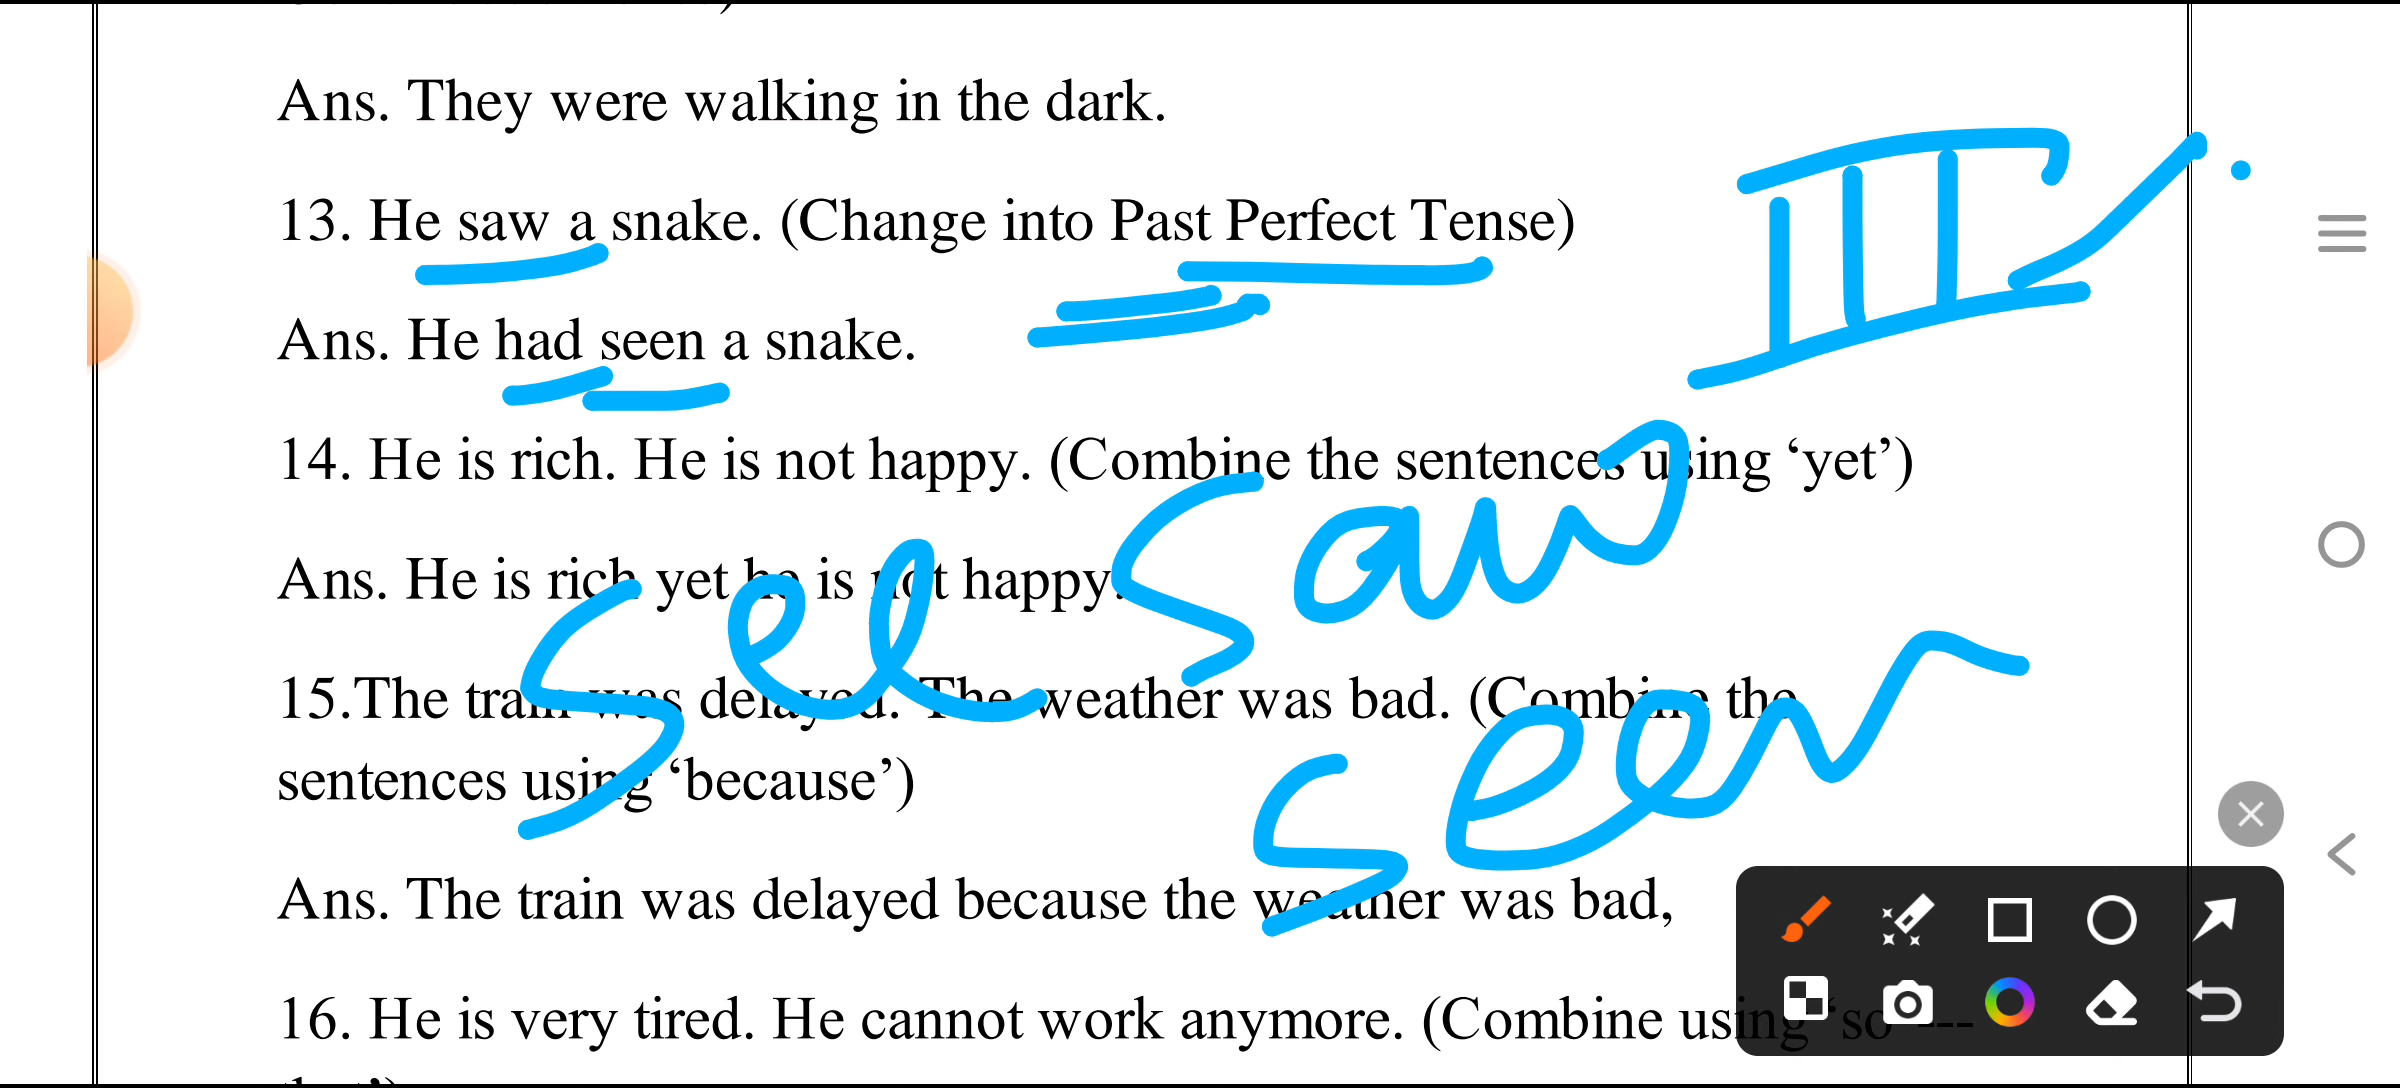 Ans. They were walking in the dark.
13. He saw a snake. (Change into Past Perfect Tense)
III
Ans. He had seen a snake.
14. He is rich. He is not happy. (Combine the sentences using ‘yet’)
saw
Ans. He is rich yet he is not happy.
see
15.The train was delayed. The weather was bad. (Combine the
seen
sentences using ‘because’)
Ans. The train was delayed because the weather was bad,
16. He is very tired. He cannot work anymore. (Combine using ‘so ---
that’)